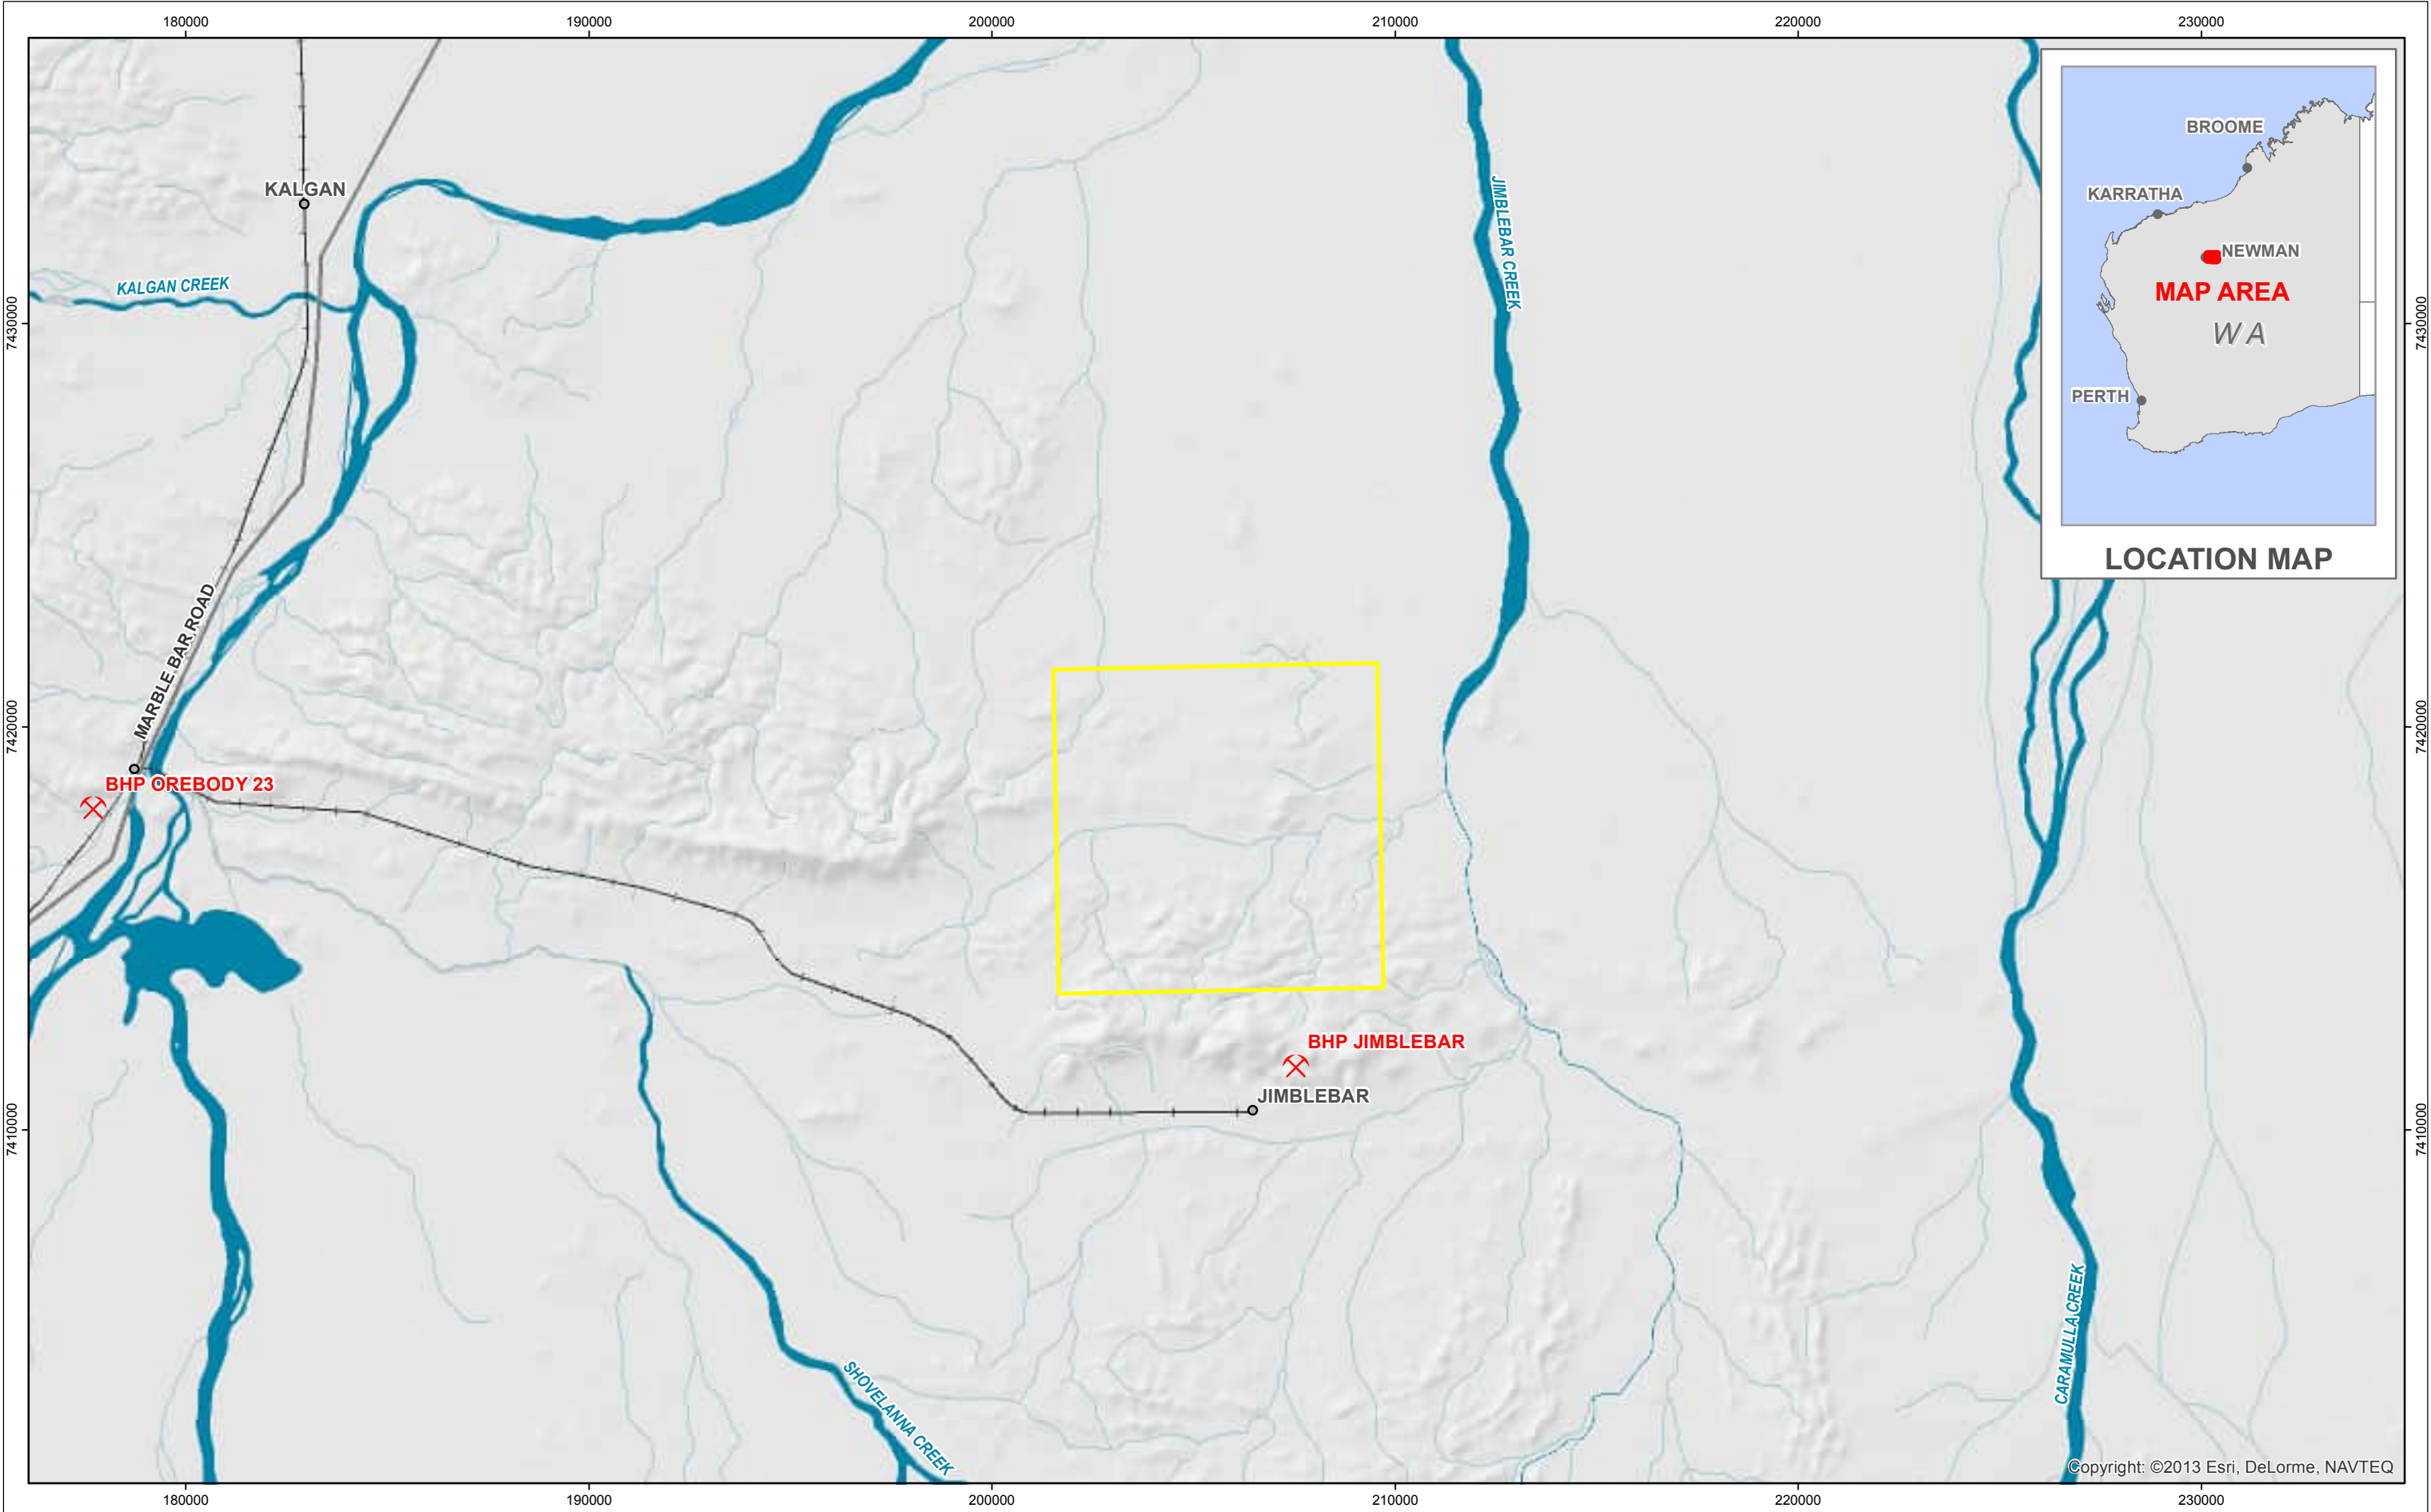 180000
190000
200000
210000
220000
230000
BROOME
KARRATHA
NEWMAN
MAP AREA
WA
PERTH
LOCATION MAP
KALGAN
KALGAN CREEK
JIMBLEBAR CREEK
7430000
7430000
MARBLE BAR ROAD
7420000
7420000
BHP OREBODY 23
BHP JIMBLEBAR
JIMBLEBAR
7410000
7410000
SHOVELANNA CREEK
CARAMULLA CREEK
Copyright: ©2013 Esri, DeLorme, NAVTEQ
180000
190000
200000
210000
220000
230000